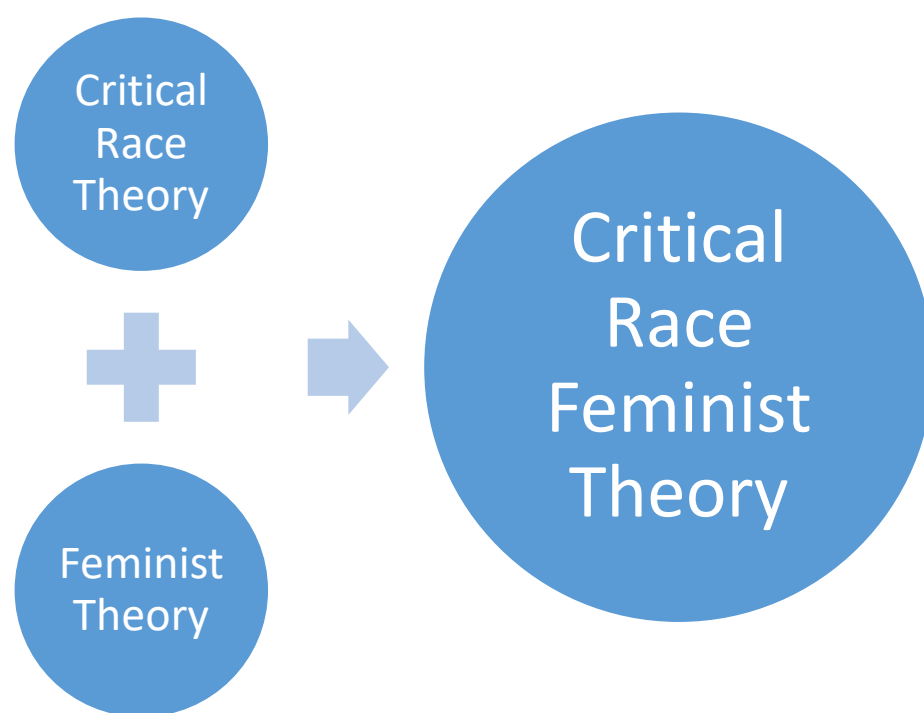 Critical
Race
Theory
Feminist
Theory
Critical
Race
Feminist
Theory